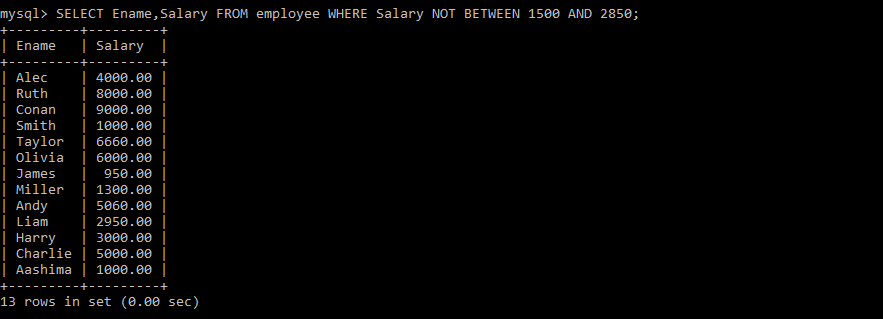 mysql> SELECT Ename,Salary FROM employee WHERE Salary NOT BETWEEN 1500 AND 2850;
+---------+---------+
| Ename   | Salary  |
+---------+---------+
| Alec    | 4000.00 |
| Ruth    | 8000.00 |
| Conan   | 9000.00 |
| Smith   | 1000.00 |
| Taylor  | 6660.00 |
| Olivia  | 6000.00 |
| James   |  950.00 |
| Miller  | 1300.00 |
| Andy    | 5060.00 |
| Liam    | 2950.00 |
| Harry   | 3000.00 |
| Charlie | 5000.00 |
| Aashima | 1000.00 |
+---------+---------+
13 rows in set (0.00 sec)